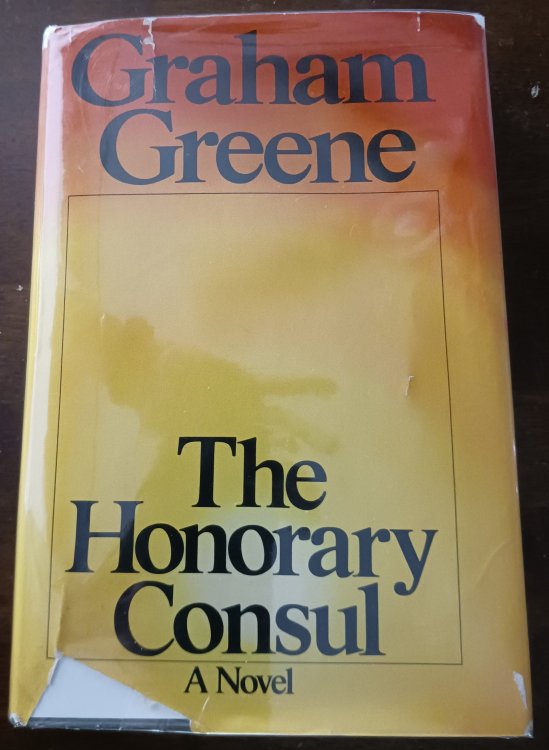 Graham
Greene
The
Honorary
Consul
A Novel